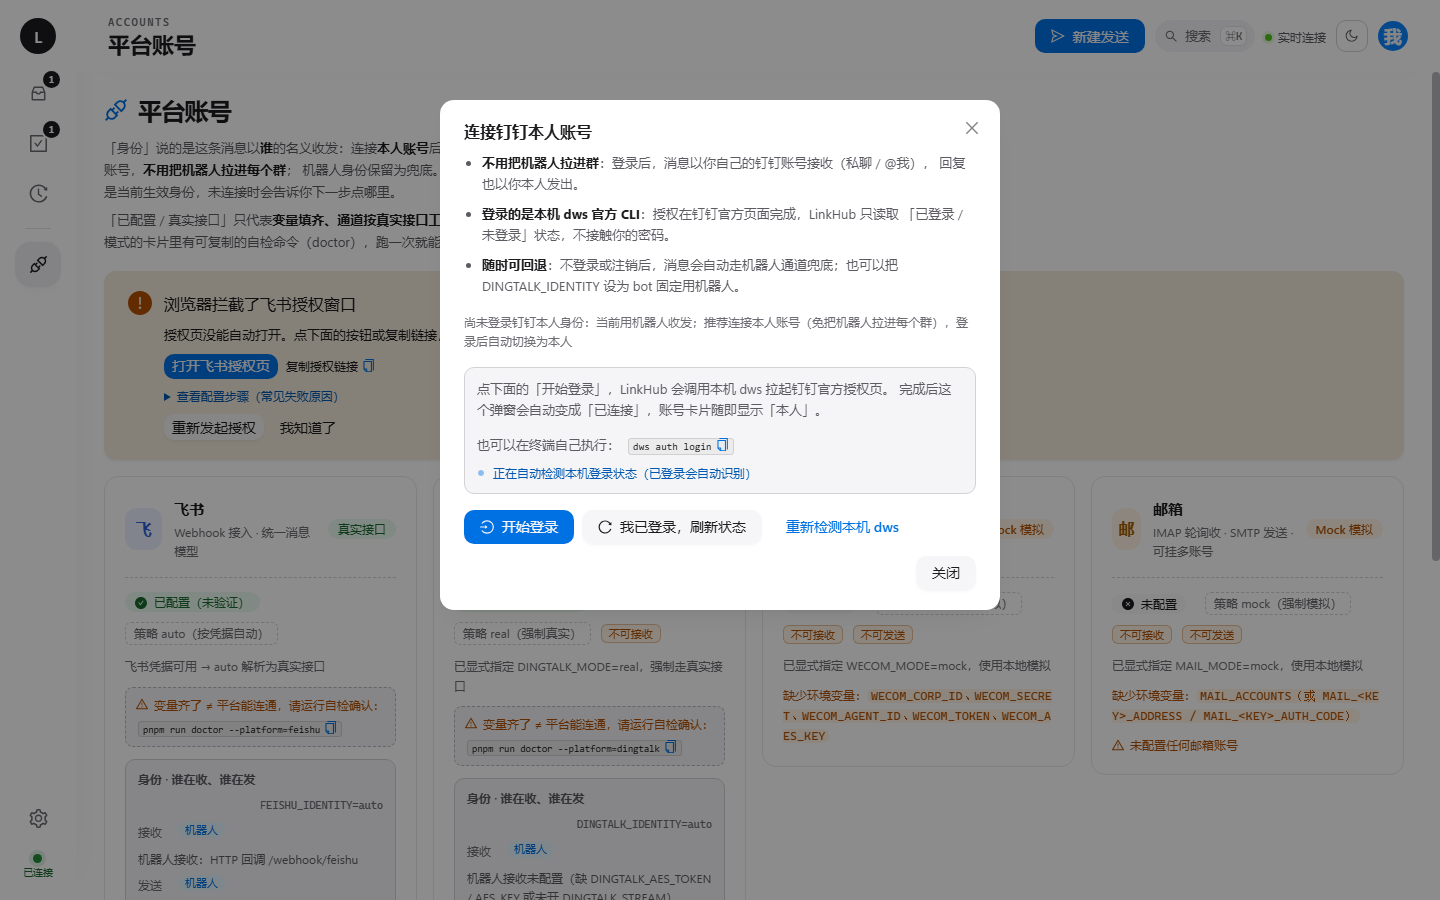 L
ACCOUNTS
平台账号
新建发送
搜索
⌘K
实时连接
我
1
1
平台账号
「身份」说的是这条消息以谁的名义收发：连接本人账号后
账号，不用把机器人拉进每个群； 机器人身份保留为兜底。
是当前生效身份，未连接时会告诉你下一步点哪里。
「已配置 / 真实接口」只代表变量填齐、通道按真实接口工
模式的卡片里有可复制的自检命令（doctor），跑一次就能
浏览器拦截了飞书授权窗口
授权页没能自动打开。点下面的按钮或复制链接，
打开飞书授权页
复制授权链接
查看配置步骤（常见失败原因）
重新发起授权
我知道了
连接钉钉本人账号
不用把机器人拉进群：登录后，消息以你自己的钉钉账号接收（私聊 / @我），回复
也以你本人发出。
登录的是本机 dws 官方 CLI：授权在钉钉官方页面完成，LinkHub 只读取 「已登录 /
未登录」状态，不接触你的密码。
随时可回退：不登录或注销后，消息会自动走机器人通道兜底；也可以把
DINGTALK_IDENTITY 设为 bot 固定用机器人。
尚未登录钉钉本人身份：当前用机器人收发；推荐连接本人账号（免把机器人拉进每个群），登
录后自动切换为本人
点下面的「开始登录」，LinkHub 会调用本机 dws 拉起钉钉官方授权页。 完成后这
个弹窗会自动变成「已连接」，账号卡片随即显示「本人」。
也可以在终端自己执行：
dws auth login
正在自动检测本机登录状态（已登录会自动识别）
开始登录
我已登录，刷新状态
重新检测本机 dws
关闭
飞
飞书
Webhook 接入 · 统一消息
模型
真实接口
已配置（未验证）
策略 auto（按凭据自动）
飞书凭据可用 → auto 解析为真实接口
变量齐了 ≠ 平台能连通，请运行自检确认：
pnpm run doctor --platform=feishu
身份 · 谁在收、谁在发
FEISHU_IDENTITY=auto
接收
机器人
机器人接收：HTTP 回调 /webhook/feishu
发送
机器人
策略 real（强制真实）
不可接收
已显式指定 DINGTALK_MODE=real，强制走真实接
口
变量齐了 ≠ 平台能连通，请运行自检确认：
pnpm run doctor --platform=dingtalk
身份 · 谁在收、谁在发
DINGTALK_IDENTITY=auto
接收
机器人
机器人接收未配置（缺 DINGTALK_AES_TOKEN
/ AES_KEY 或未开 DINGTALK_STREAM）
ock 模拟
不可接收
不可发送
已显式指定 WECOM_MODE=mock，使用本地模拟
缺少环境变量： WECOM_CORP_ID、WECOM_SECRE
T、WECOM_AGENT_ID、WECOM_TOKEN、WECOM_A
ES_KEY
邮
邮箱
IMAP 轮询收 · SMTP 发送 ·
可挂多账号
Mock 模拟
未配置
策略 mock（强制模拟）
不可接收
不可发送
已显式指定 MAIL_MODE=mock，使用本地模拟
缺少环境变量： MAIL_ACCOUNTS（或 MAIL_<KE
Y>_ADDRESS / MAIL_<KEY>_AUTH_CODE）
未配置任何邮箱账号
已连接